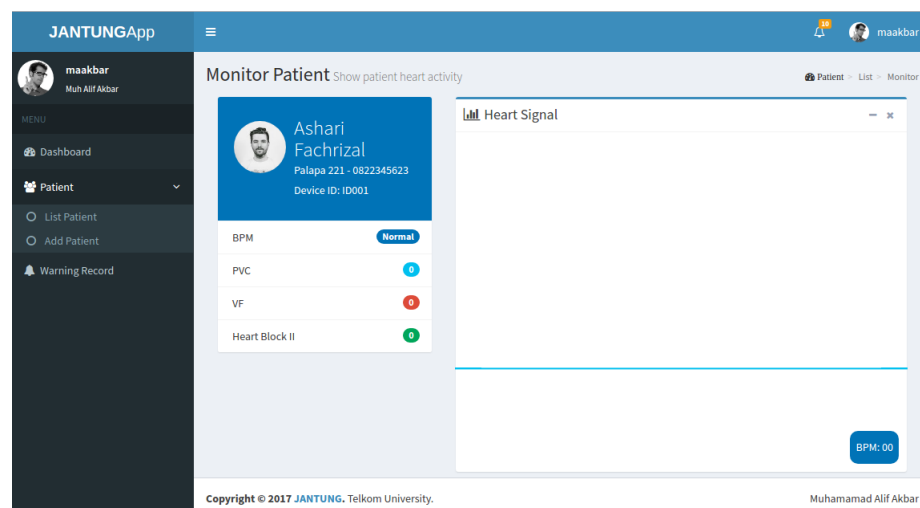 JANTUNGApp
10
maakbar
maakbar
Muh Alif Akbar
MENU
Dashboard
Patient
List Patient
Add Patient
Warning Record
Monitor Patient Show patient heart activity
Patient > List > Monitor
Ashari
Fachrizal
Palapa 221 - 0822345623
Device ID: ID001
BPM Normal
PVC 0
VF 0
Heart Block II 0
Heart Signal
BPM: 00
Copyright © 2017 JANTUNG. Telkom University.
Muhamamad Alif Akbar